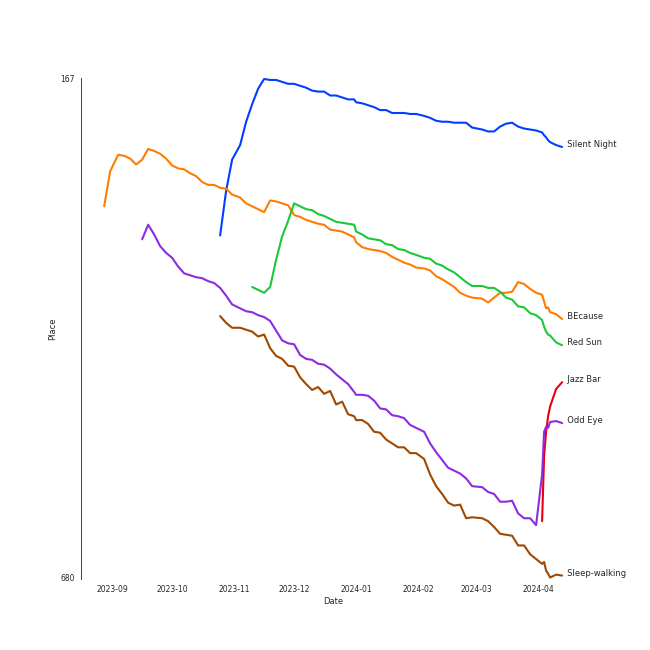 167
Silent Night
BEcause
Place
Red Sun
Jazz Bar
Odd Eye
Sleep-walking
680
2023-09 2023-10 2023-11 2023-12 2024-01 2024-02 2024-03 2024-04
Date